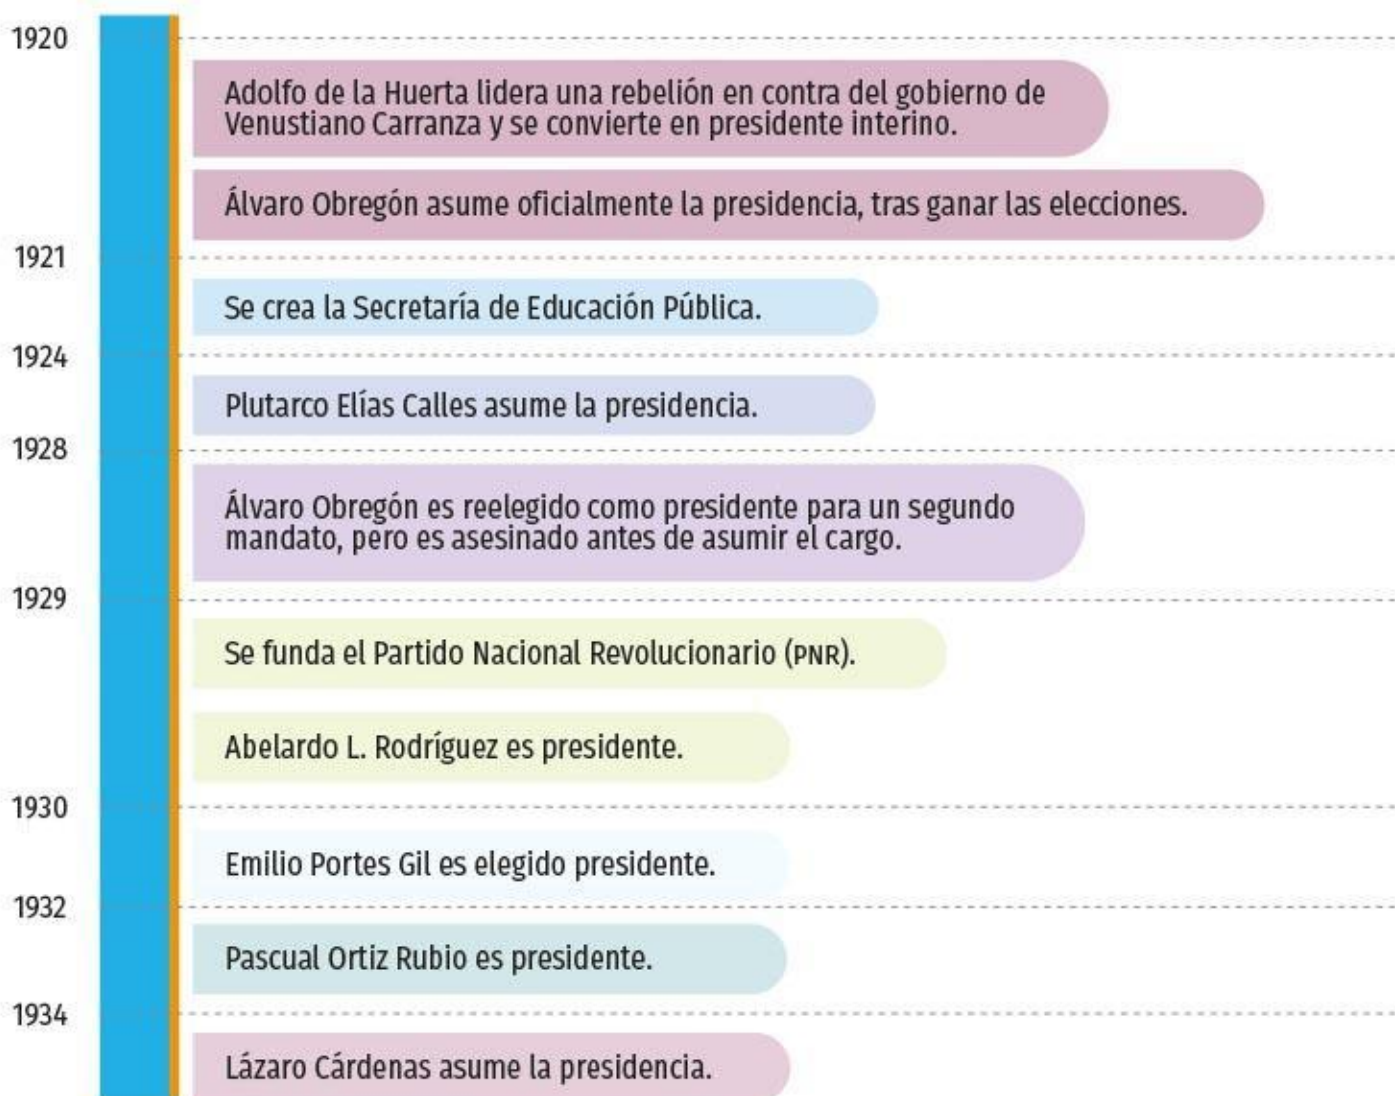 1920
Adolfo de la Huerta lidera una rebelión en contra del gobierno de
Venustiano Carranza y se convierte en presidente interino.
Álvaro Obregón asume oficialmente la presidencia, tras ganar las elecciones.
1921
Se crea la Secretaría de Educación Pública.
1924
Plutarco Elías Calles asume la presidencia.
1928
Álvaro Obregón es reelegido como presidente para un segundo
mandato, pero es asesinado antes de asumir el cargo.
1929
Se funda el Partido Nacional Revolucionario (PNR).
Abelardo L. Rodríguez es presidente.
1930
Emilio Portes Gil es elegido presidente.
1932
Pascual Ortiz Rubio es presidente.
1934
Lázaro Cárdenas asume la presidencia.